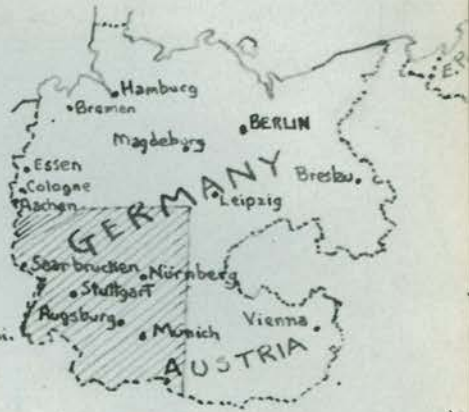 Hamburg
Bremen
E.P.
BERLIN
Magdeburg
Essen
Breslau
Cologne
Leipzig
Aachen
GERMANY
Saarbrucken
Nürnberg
Stuttgart
Augsburg
Vienna
Munich
AUSTRIA